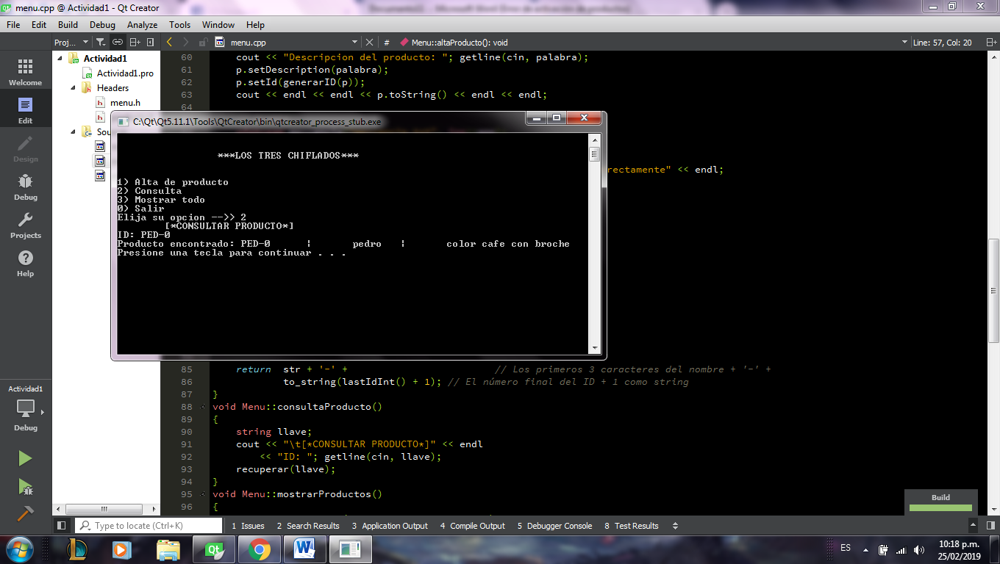 menu.cpp @ Actividad1 - Qt Creator
File Edit Build Debug Analyze Tools Window Help
Proj... menu.cpp # Menu::altaProducto(): void Line: 57, Col: 20
Welcome
Edit
Design
Debug
Projects
Help
Actividad1
Debug
Actividad1
Actividad1.pro
Headers
menu.h
h
Sou
60 cout << "Descripcion del producto: "; getline(cin, palabra);
61 p.setDescription(palabra);
62 p.setId(generarID(p));
63 cout << endl << endl << p.toString() << endl << endl;
64
rectamente" << endl;
C:\Qt\Qt5.11.1\Tools\QtCreator\bin\qtcreator_process_stub.exe
***LOS TRES CHIFLADOS***
1) Alta de producto
2) Consulta
3) Mostrar todo
0) Salir
Elija su opcion -->> 2
[*CONSULTAR PRODUCTO*]
ID: PED-0
Producto encontrado: PED-0 | pedro | color cafe con broche
Presione una tecla para continuar . . .
85 return str + '-' + // Los primeros 3 caracteres del nombre + '-' +
86 to_string(lastIdInt() + 1); // El número final del ID + 1 como string
87 }
88 void Menu::consultaProducto()
89 {
90 string llave;
91 cout << "\t[*CONSULTAR PRODUCTO*]" << endl
92 << "ID: "; getline(cin, llave);
93 recuperar(llave);
94 }
95 void Menu::mostrarProductos()
96 {
Build
Type to locate (Ctrl+K) 1 Issues 2 Search Results 3 Application Output 4 Compile Output 5 Debugger Console 8 Test Results
ES 10:18 p.m.
25/02/2019